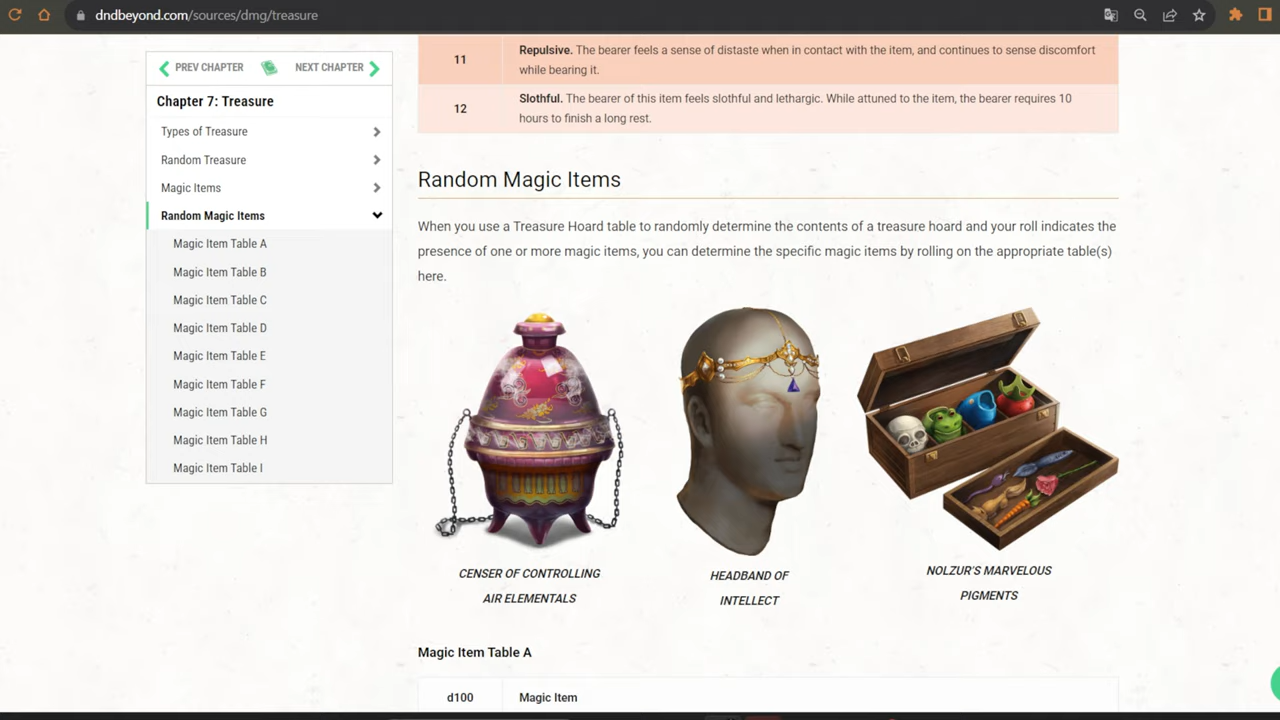 dndbeyond.com/sources/dmg/treasure
PREV CHAPTER
NEXT CHAPTER
Chapter 7: Treasure
Types of Treasure
Random Treasure
Magic Items
Random Magic Items
Magic Item Table A
Magic Item Table B
Magic Item Table C
Magic Item Table D
Magic Item Table E
Magic Item Table F
Magic Item Table G
Magic Item Table H
Magic Item Table I
11
Repulsive. The bearer feels a sense of distaste when in contact with the item, and continues to sense discomfort
while bearing it.
12
Slothful. The bearer of this item feels slothful and lethargic. While attuned to the item, the bearer requires 10
hours to finish a long rest.
Random Magic Items
When you use a Treasure Hoard table to randomly determine the contents of a treasure hoard and your roll indicates the
presence of one or more magic items, you can determine the specific magic items by rolling on the appropriate table(s)
here.
CENSER OF CONTROLLING
AIR ELEMENTALS
HEADBAND OF
INTELLECT
NOLZUR'S MARVELOUS
PIGMENTS
Magic Item Table A
d100
Magic Item